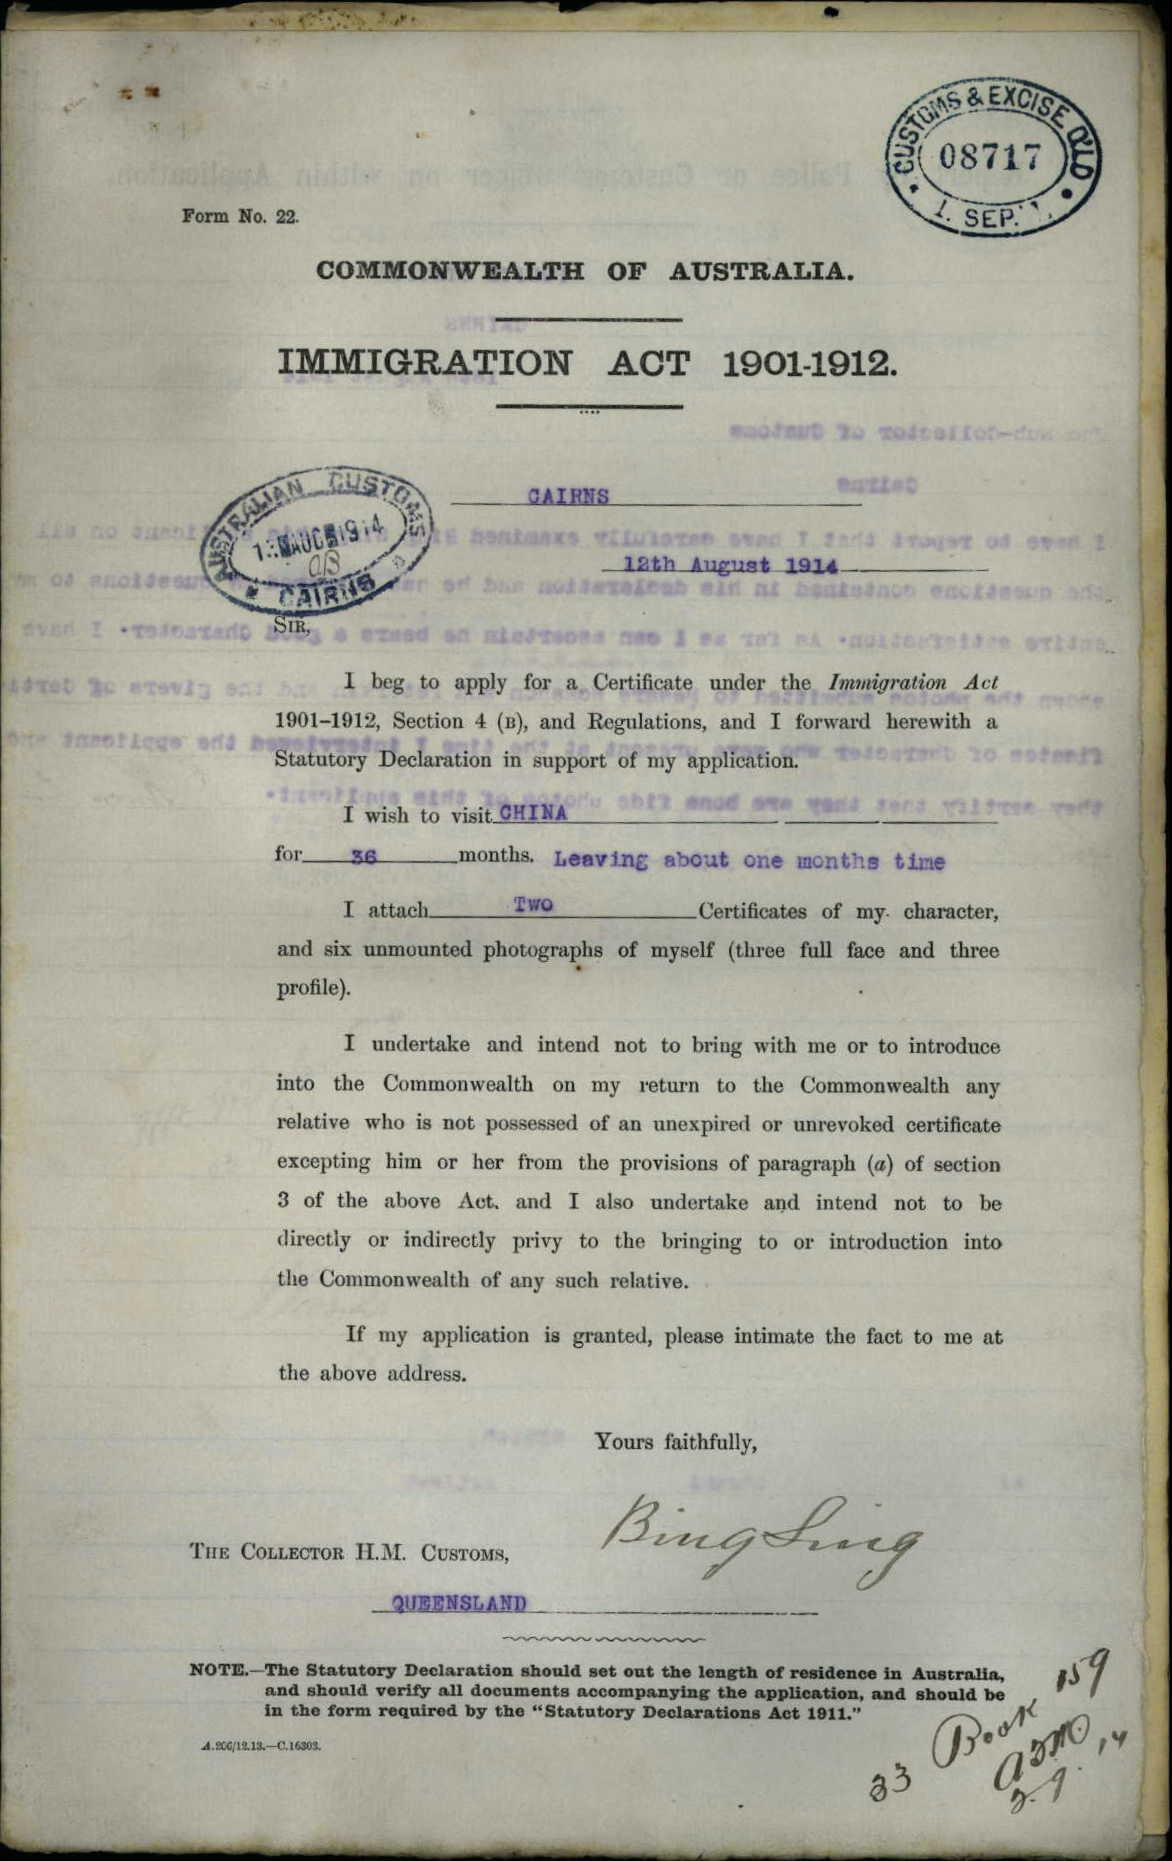 CUSTOMS & EXCISE Q'LD
08717
1. SEP.
Form No. 22.
COMMONWEALTH OF AUSTRALIA.
IMMIGRATION ACT 1901-1912.
AUSTRALIAN CUSTOMS
AUG 1914
CAIRNS
CAIRNS
12th August 1914
SIR,
I beg to apply for a Certificate under the Immigration Act
1901–1912, Section 4 (B), and Regulations, and I forward herewith a
Statutory Declaration in support of my application.
I wish to visit CHINA
for 36 months. Leaving about one months time
I attach Two Certificates of my character,
and six unmounted photographs of myself (three full face and three
profile).
I undertake and intend not to bring with me or to introduce
into the Commonwealth on my return to the Commonwealth any
relative who is not possessed of an unexpired or unrevoked certificate
excepting him or her from the provisions of paragraph (a) of section
3 of the above Act. and I also undertake and intend not to be
directly or indirectly privy to the bringing to or introduction into
the Commonwealth of any such relative.
If my application is granted, please intimate the fact to me at
the above address.
Yours faithfully,
Bing Sing
THE COLLECTOR H.M. CUSTOMS,
QUEENSLAND
NOTE.—The Statutory Declaration should set out the length of residence in Australia,
and should verify all documents accompanying the application, and should be
in the form required by the "Statutory Declarations Act 1911."
A.206/12.13.—C.16303.
33 Book 159